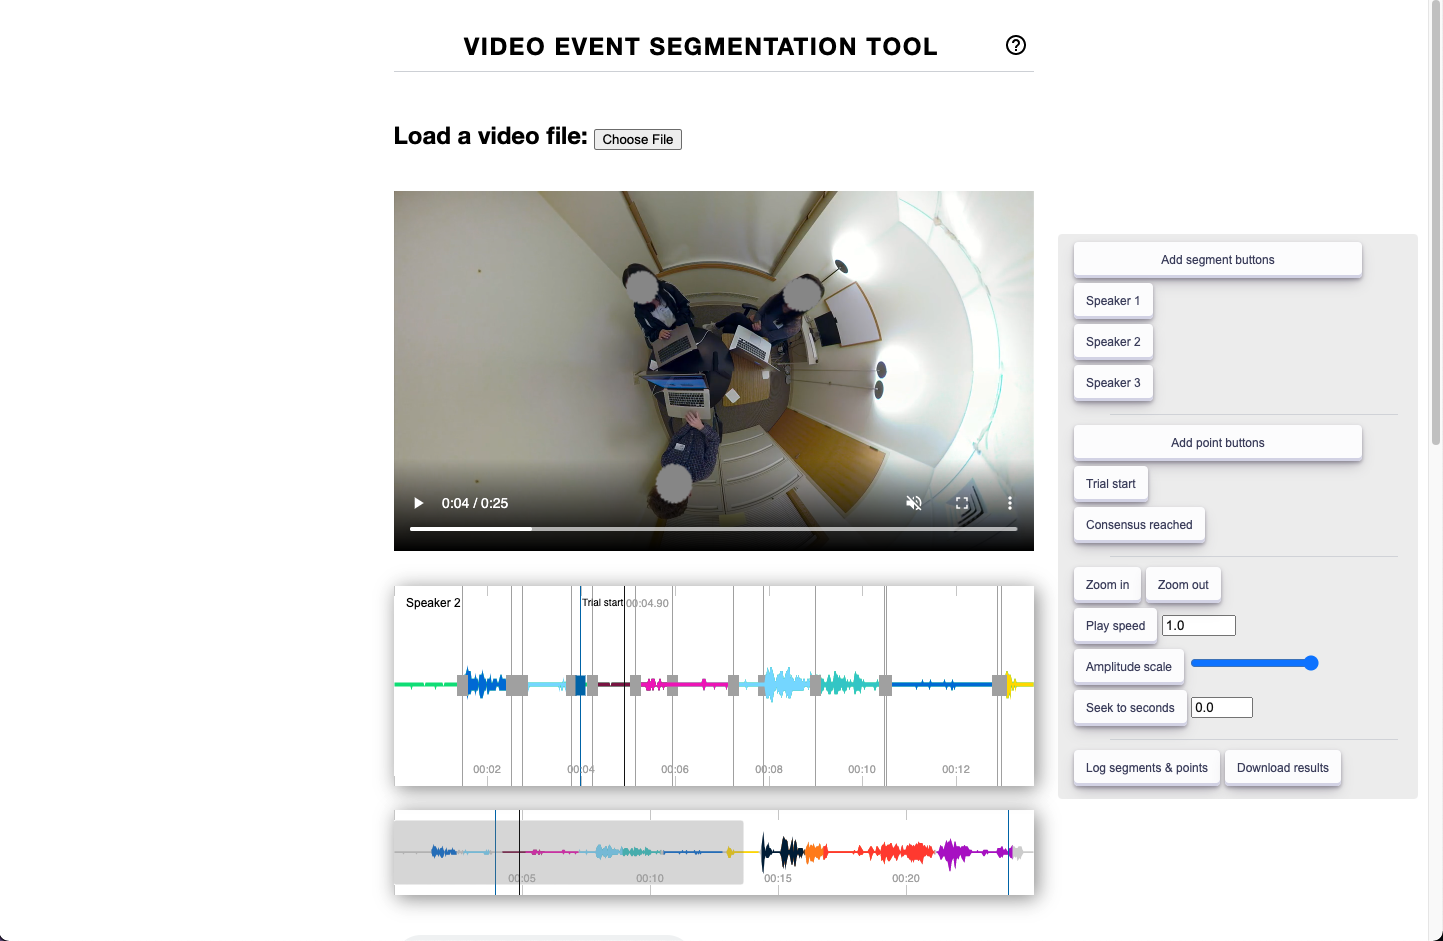 VIDEO EVENT SEGMENTATION TOOL
Load a video file: Choose File
0:04 / 0:25
Add segment buttons
Speaker 1
Speaker 2
Speaker 3
Add point buttons
Trial start
Consensus reached
Zoom in Zoom out
Play speed 1.0
Amplitude scale
Seek to seconds 0.0
Log segments & points Download results
Speaker 2 Trial start 00:04.90
00:02 00:04 00:06 00:08 00:10 00:12
00:05 00:10 00:15 00:20